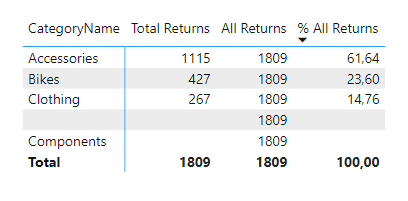 CategoryName Total Returns All Returns % All Returns
Accessories 1115 1809 61,64
Bikes 427 1809 23,60
Clothing 267 1809 14,76
1809
Components 1809
Total 1809 1809 100,00